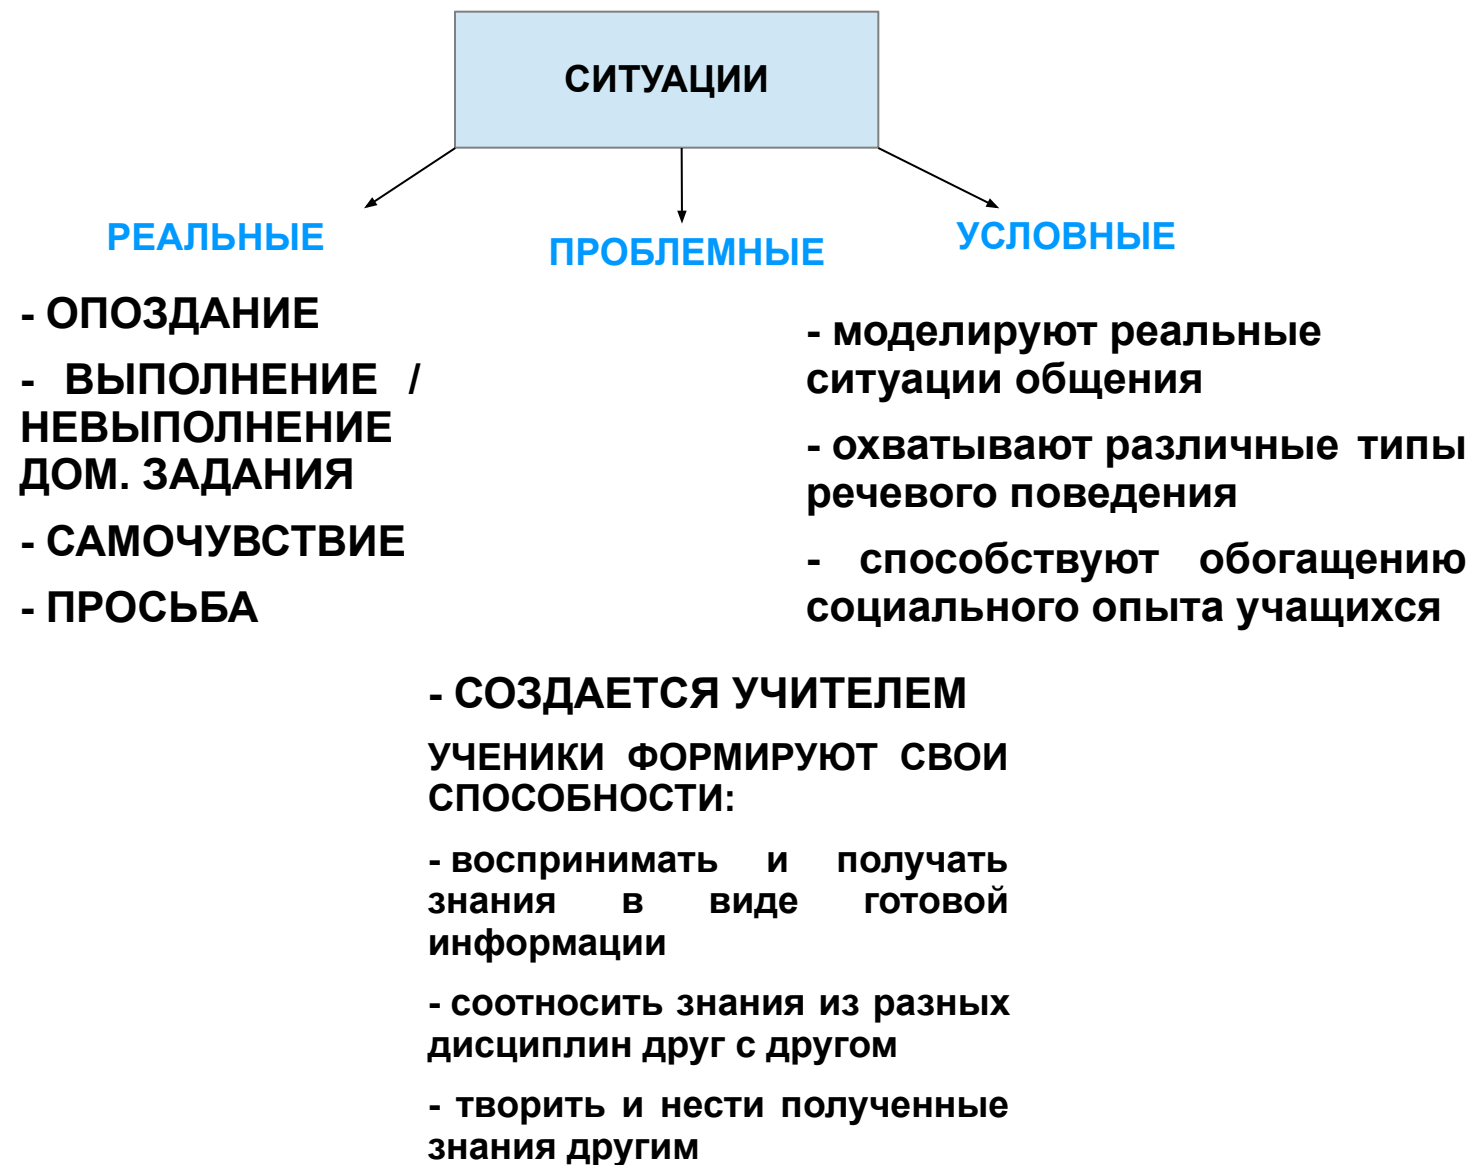 СИТУАЦИИ
РЕАЛЬНЫЕ
ПРОБЛЕМНЫЕ
УСЛОВНЫЕ
- ОПОЗДАНИЕ
- ВЫПОЛНЕНИЕ /
НЕВЫПОЛНЕНИЕ
ДОМ. ЗАДАНИЯ
- САМОЧУВСТВИЕ
- ПРОСЬБА
- моделируют реальные
ситуации общения
- охватывают различные типы
речевого поведения
- способствуют обогащению
социального опыта учащихся
- СОЗДАЕТСЯ УЧИТЕЛЕМ
УЧЕНИКИ ФОРМИРУЮТ СВОИ
СПОСОБНОСТИ:
- воспринимать и получать
знания в виде готовой
информации
- соотносить знания из разных
дисциплин друг с другом
- творить и нести полученные
знания другим